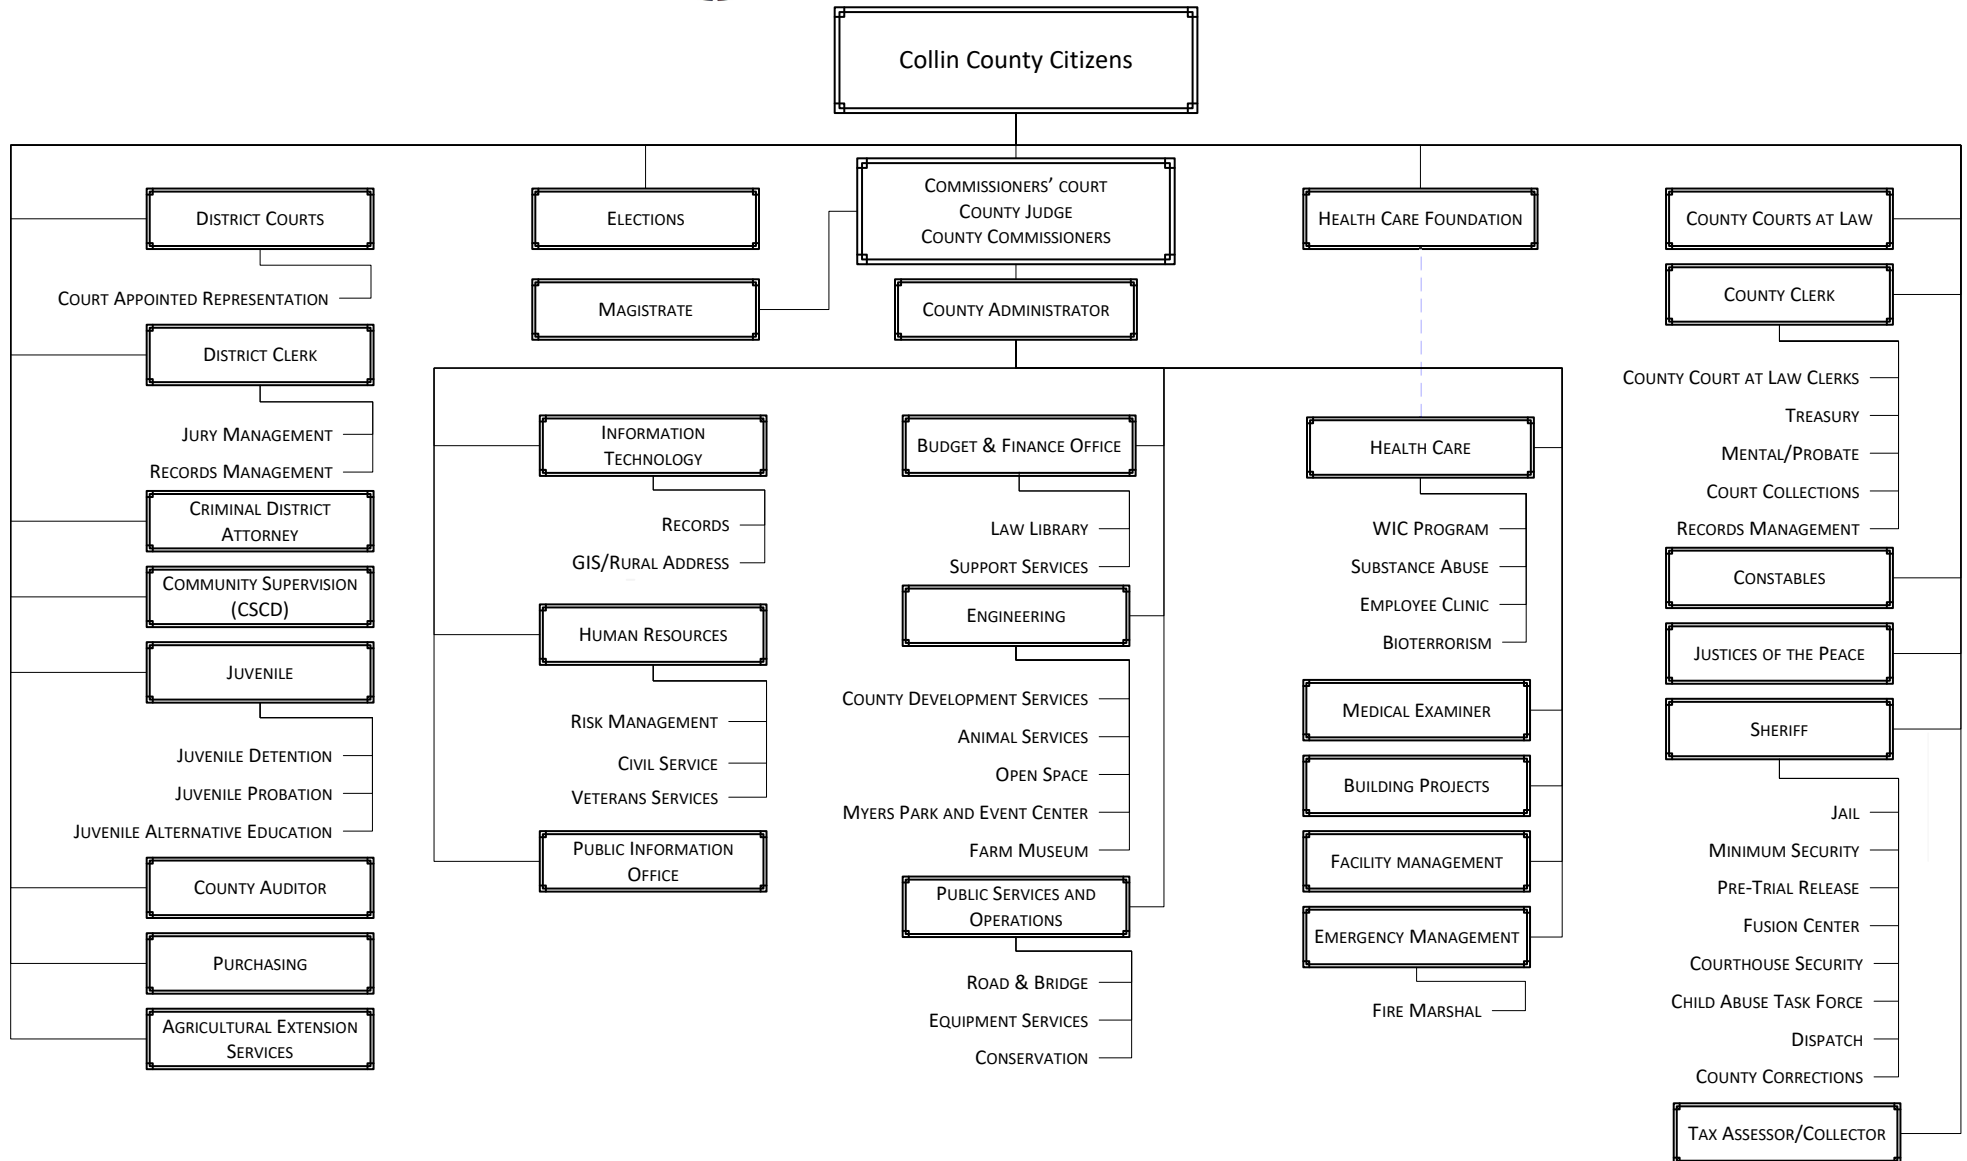 Collin County Citizens
Commissioners’ court
County Judge
County Commissioners
District Courts
Court Appointed Representation
District Clerk
Jury Management
Records Management
Criminal District
Attorney
Community Supervision
(CSCD)
Juvenile
Juvenile Detention
Juvenile Probation
Juvenile Alternative Education
County Auditor
Purchasing
Agricultural Extension
Services
Elections
Magistrate
County Administrator
Information
Technology
Records
GIS/Rural Address
Human Resources
Risk Management
Civil Service
Veterans Services
Public Information
Office
Budget & Finance Office
Law Library
Support Services
Engineering
County Development Services
Animal Services
Open Space
Myers Park and Event Center
Farm Museum
Public Services and
Operations
Road & Bridge
Equipment Services
Conservation
Health Care Foundation
Health Care
WIC Program
Substance Abuse
Employee Clinic
Bioterrorism
Medical Examiner
Building Projects
Facility management
Emergency Management
Fire Marshal
County Courts at Law
County Clerk
County Court at Law Clerks
Treasury
Mental/Probate
Court Collections
Records Management
Constables
Justices of the Peace
Sheriff
Jail
Minimum Security
Pre-Trial Release
Fusion Center
Courthouse Security
Child Abuse Task Force
Dispatch
County Corrections
Tax Assessor/Collector